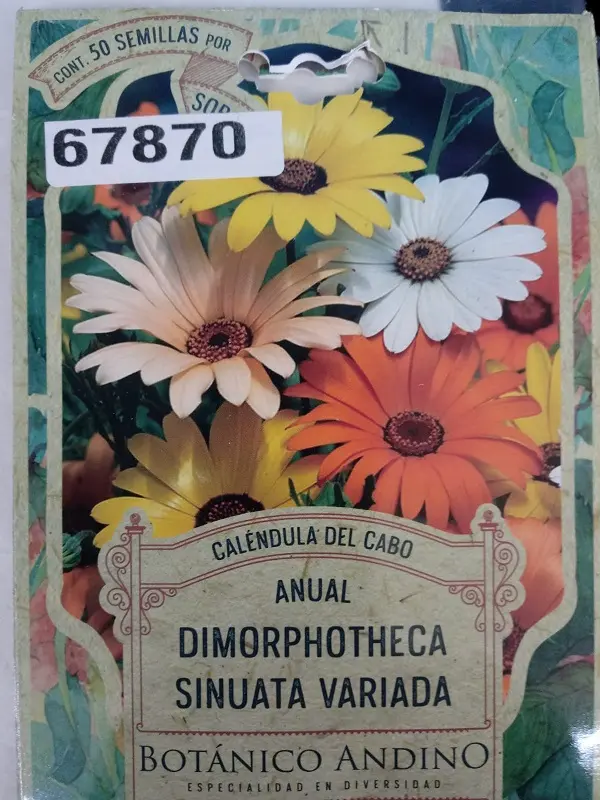 CONT. 50 SEMILLAS POR
67870
CALÉNDULA DEL CABO
ANUAL
DIMORPHOTHECA
SINUATA VARIADA
BOTÁNICO ANDINO
ESPECIALIDAD EN DIVERSIDAD